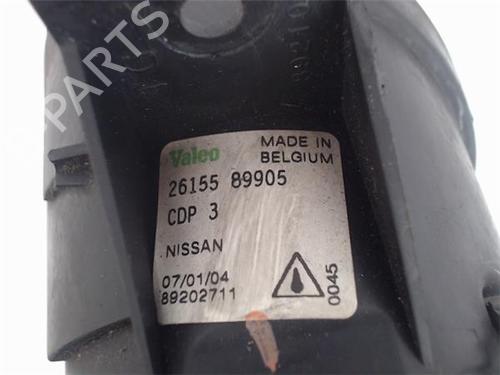 B-Parts
Valeo
MADE IN
BELGIUM
26155 89905
CDP 3
NISSAN
07/01/04
89202711
0045